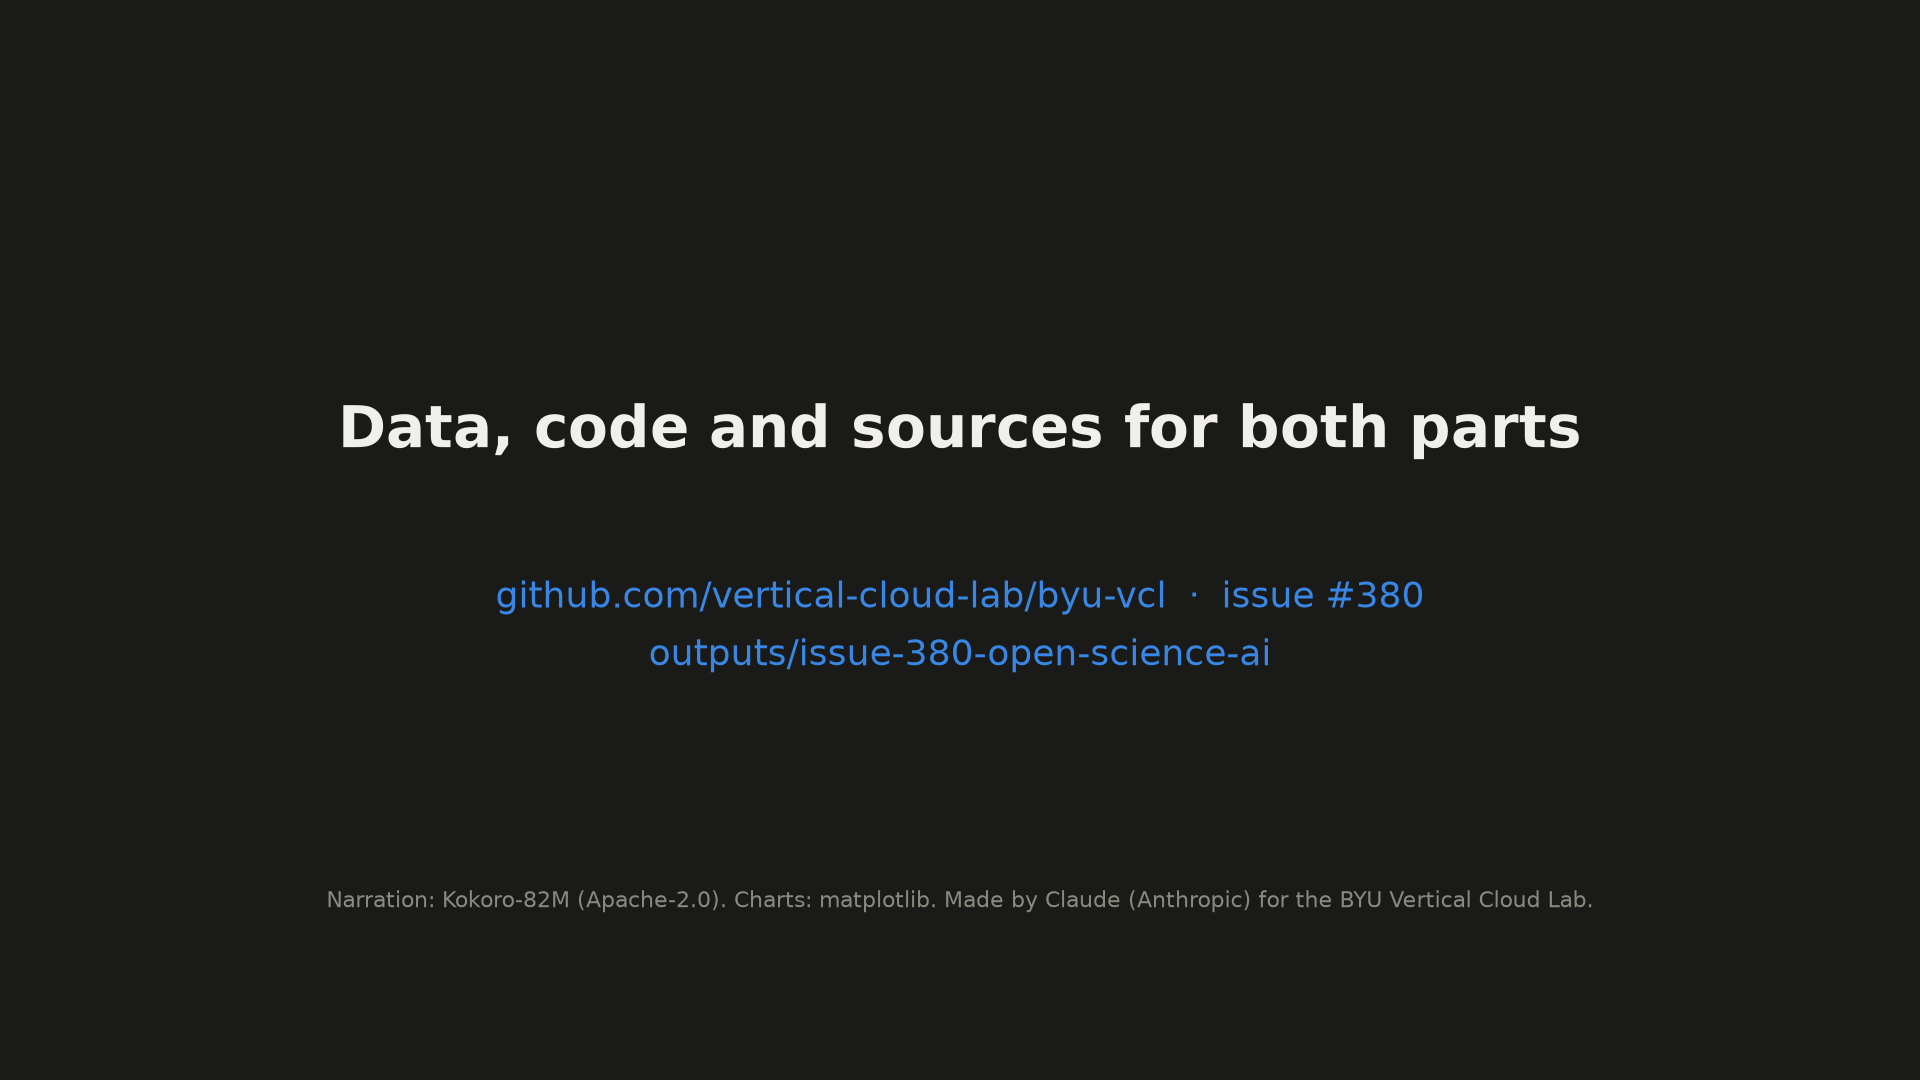 Data, code and sources for both parts
github.com/vertical-cloud-lab/byu-vcl · issue #380
outputs/issue-380-open-science-ai
Narration: Kokoro-82M (Apache-2.0). Charts: matplotlib. Made by Claude (Anthropic) for the BYU Vertical Cloud Lab.